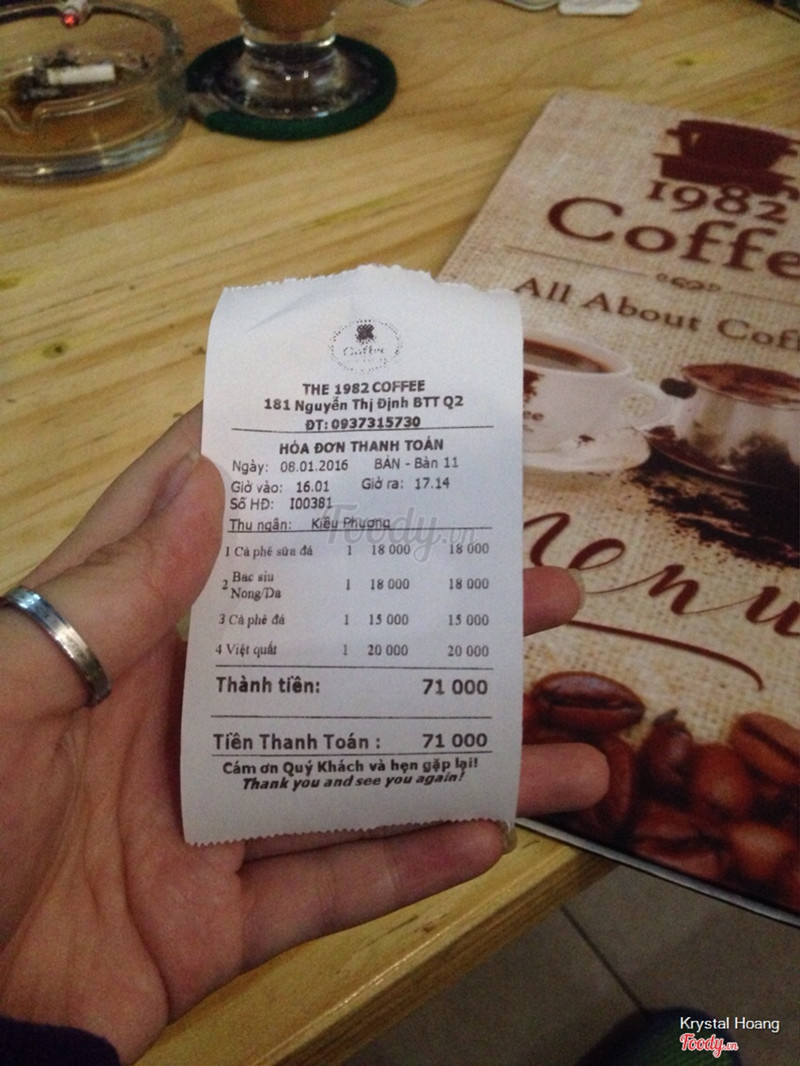 Coffee
THE 1982 COFFEE
181 Nguyễn Thị Định BTT Q2
ĐT: 0937315730
HÓA ĐƠN THANH TOÁN
Ngày: 08.01.2016 BÀN - Bàn 11
Giờ vào: 16.01 Giờ ra: 17.14
Số HĐ: I00381
Thu ngân: Kiều Phương
1 Cà phê sữa đá 1 18 000 18 000
2 Bac siu
Nong/Da 1 18 000 18 000
3 Cà phê đá 1 15 000 15 000
4 Việt quất 1 20 000 20 000
Thành tiền: 71 000
Tiền Thanh Toán : 71 000
Cám ơn Quý Khách và hẹn gặp lại!
Thank you and see you again!
1982
Coffe
All About Coff
Menu
Foody.vn
Krystal Hoang
Foody.vn